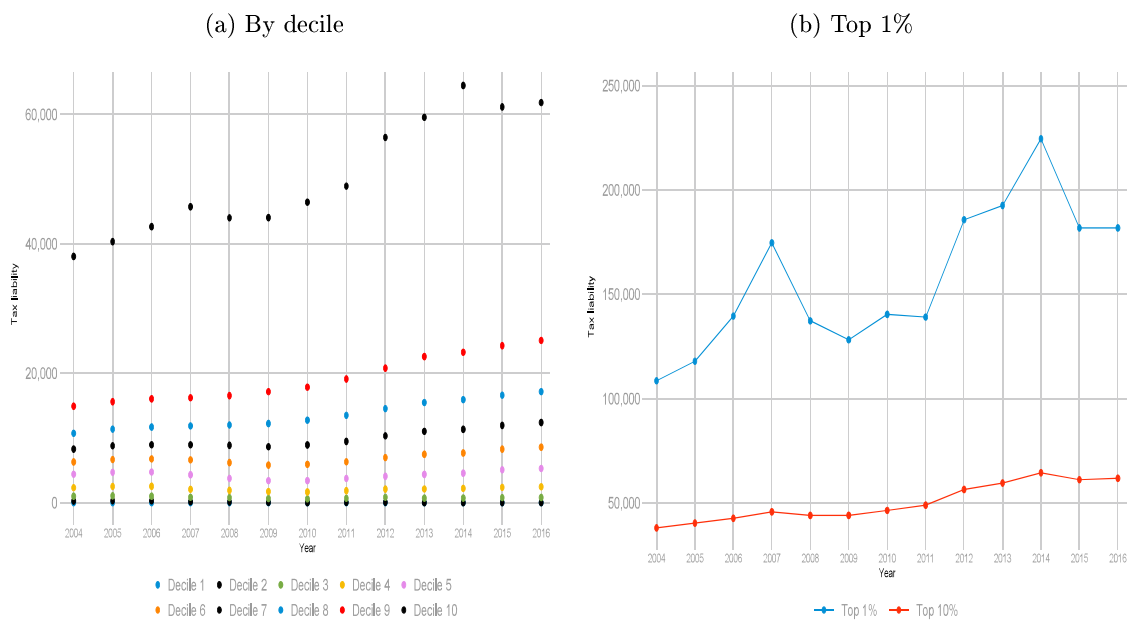 (a) By decile
60,000
40,000
20,000
0
Tax liability
2004 2005 2006 2007 2008 2009 2010 2011 2012 2013 2014 2015 2016
Year
Decile 1 Decile 2 Decile 3 Decile 4 Decile 5
Decile 6 Decile 7 Decile 8 Decile 9 Decile 10
(b) Top 1%
250,000
200,000
150,000
100,000
50,000
Tax liability
2004 2005 2006 2007 2008 2009 2010 2011 2012 2013 2014 2015 2016
Year
Top 1% Top 10%